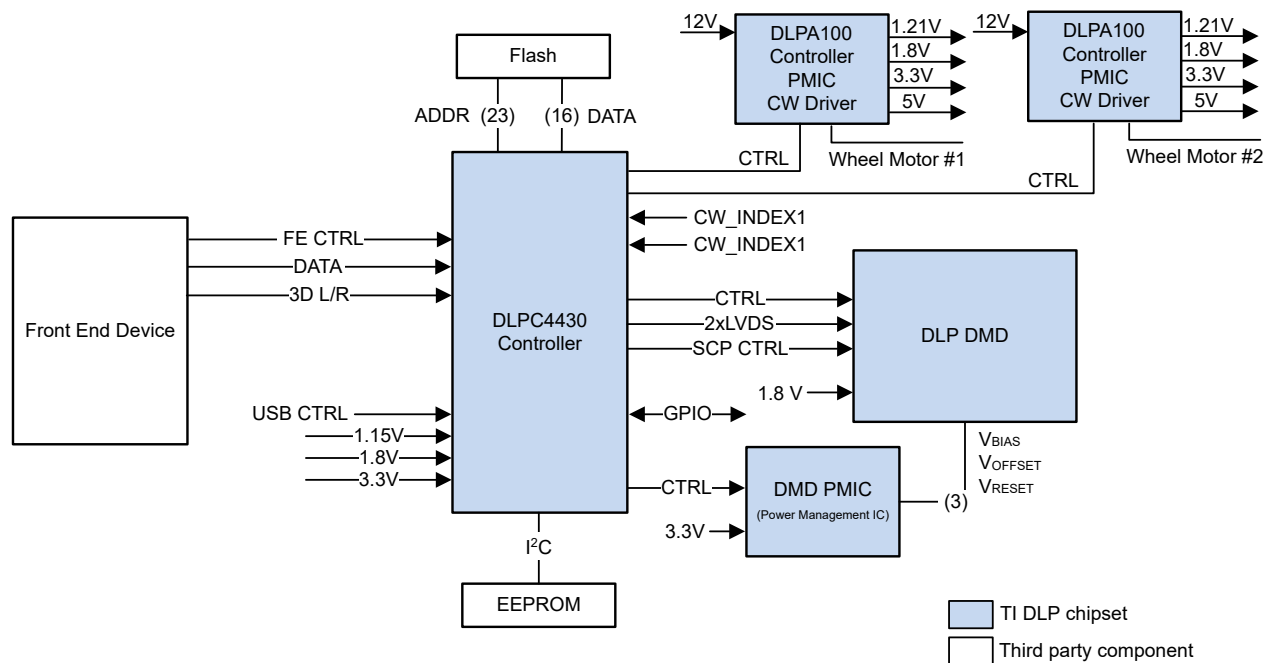 Flash
ADDR (23) (16) DATA
12V
DLPA100
Controller
PMIC
CW Driver
1.21V
1.8V
3.3V
5V
12V
DLPA100
Controller
PMIC
CW Driver
1.21V
1.8V
3.3V
5V
CTRL
Wheel Motor #1
CTRL
Wheel Motor #2
Front End Device
FE CTRL
DATA
3D L/R
USB CTRL
1.15V
1.8V
3.3V
DLPC4430
Controller
CW_INDEX1
CW_INDEX1
CTRL
2xLVDS
SCP CTRL
1.8 V
DLP DMD
GPIO
CTRL
3.3V
DMD PMIC
(Power Management IC)
(3)
VBIAS
VOFFSET
VRESET
I²C
EEPROM
TI DLP chipset
Third party component